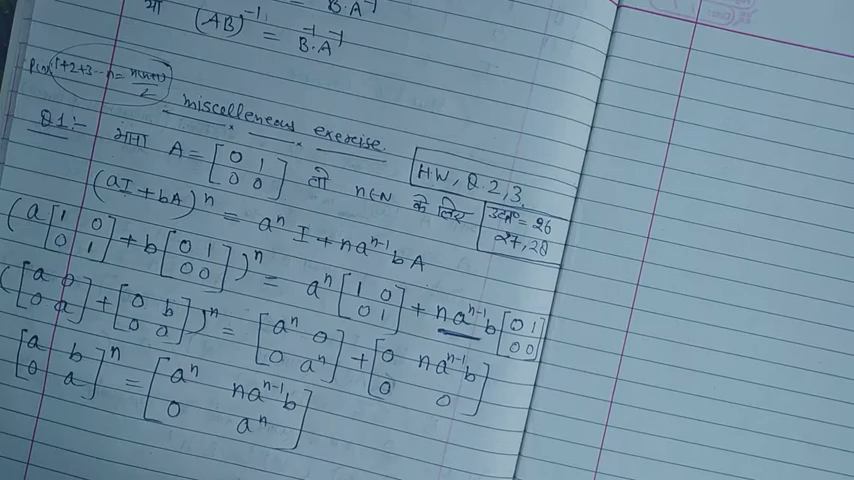 या (AB)⁻¹ = B⁻¹.A⁻¹
P(n) 1+2+3---n = n(n+1)/2
miscelleneous exercise.
Q1:- माना A = [0 1; 0 0] तो n∈N के लिए
H.W, Q.2,3.
उदा० = 26
27,28
(aI+bA)ⁿ = aⁿ I + naⁿ⁻¹ bA
(a[1 0; 0 1] + b[0 1; 0 0])ⁿ = aⁿ[1 0; 0 1] + naⁿ⁻¹b[0 1; 0 0]
([a 0; 0 a] + [0 b; 0 0])ⁿ = [aⁿ 0; 0 aⁿ] + [0 naⁿ⁻¹b; 0 0]
[a b; 0 a]ⁿ = [aⁿ naⁿ⁻¹b; 0 aⁿ]